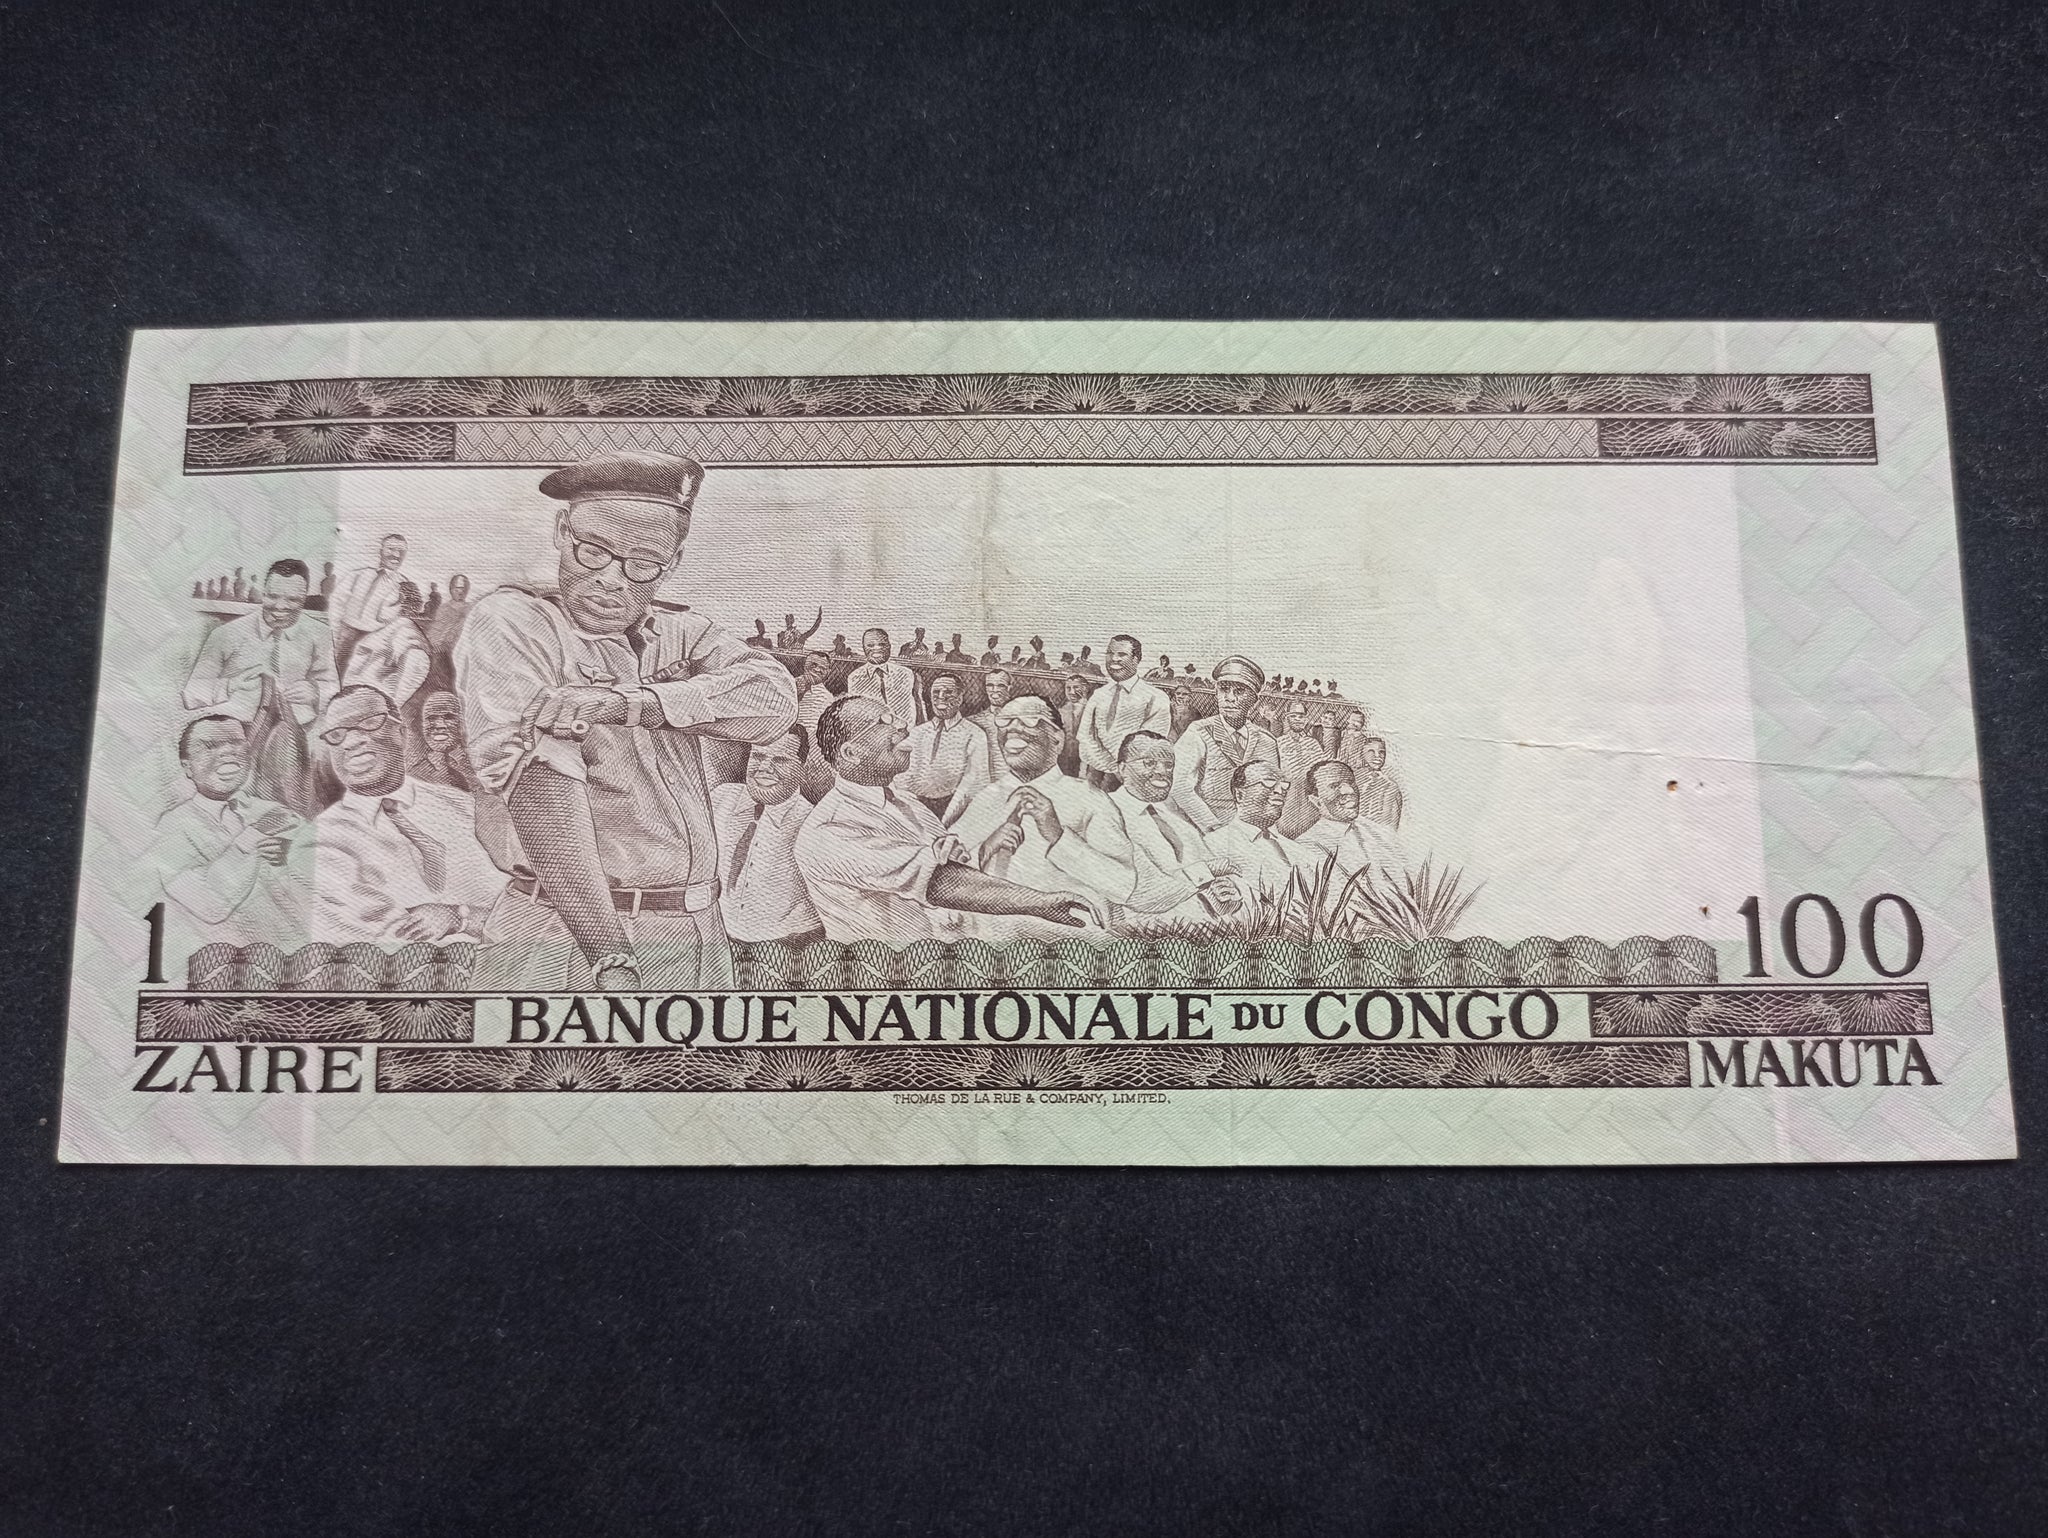 1
100
BANQUE NATIONALE DU CONGO
ZAÏRE
MAKUTA
THOMAS DE LA RUE & COMPANY, LIMITED.